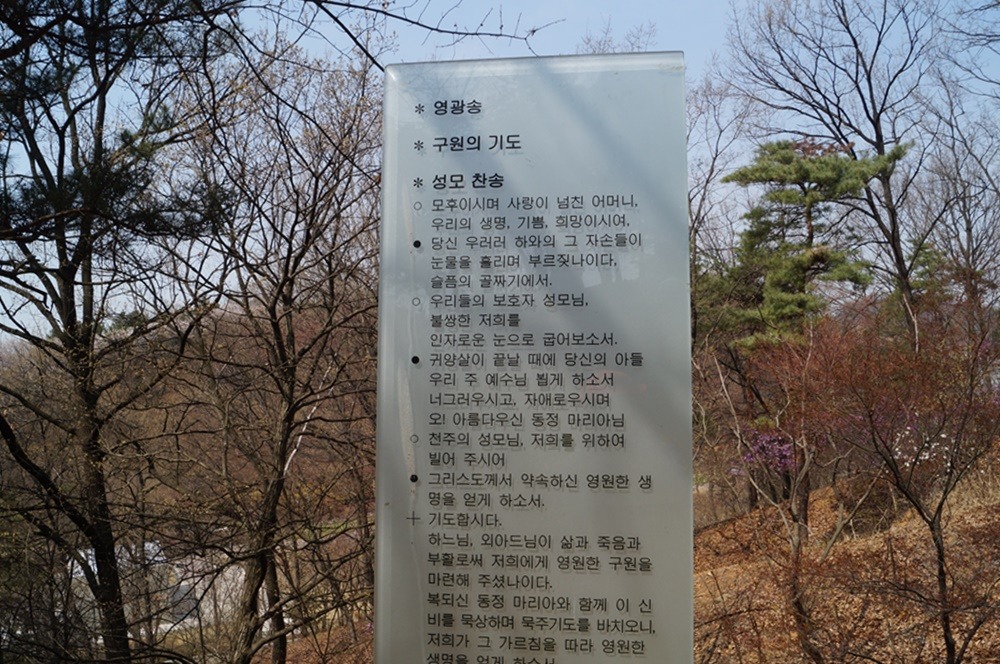 * 영광송
* 구원의 기도
* 성모 찬송
○ 모후이시며 사랑이 넘친 어머니,
우리의 생명, 기쁨, 희망이시여,
● 당신 우러러 하와의 그 자손들이
눈물을 흘리며 부르짖나이다,
슬픔의 골짜기에서.
○ 우리들의 보호자 성모님,
불쌍한 저희를
인자로운 눈으로 굽어보소서.
● 귀양살이 끝날 때에 당신의 아들
우리 주 예수님 뵙게 하소서
너그러우시고, 자애로우시며
오! 아름다우신 동정 마리아님
○ 천주의 성모님, 저희를 위하여
빌어 주시어
● 그리스도께서 약속하신 영원한 생
명을 얻게 하소서.
+ 기도합시다.
하느님, 외아드님이 삶과 죽음과
부활로써 저희에게 영원한 구원을
마련해 주셨나이다.
복되신 동정 마리아와 함께 이 신
비를 묵상하며 묵주기도를 바치오니,
저희가 그 가르침을 따라 영원한
생명을 얻게 하소서